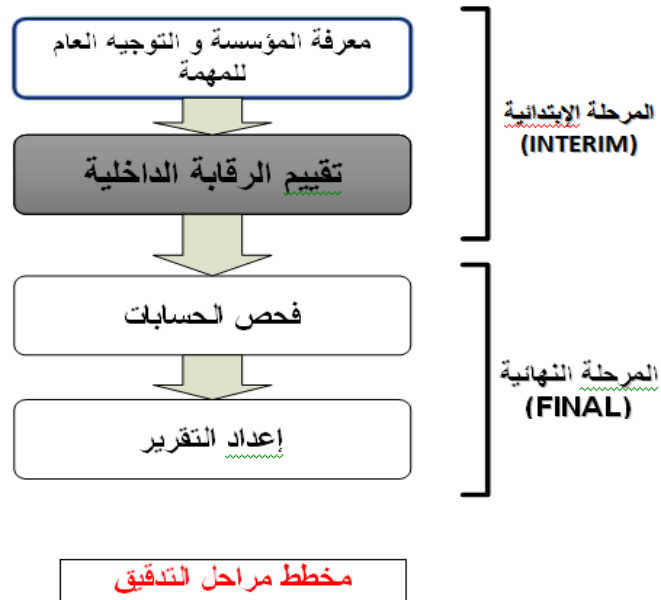 معرفة المؤسسة و التوجيه العام
للمهمة
المرحلة الإبتدائية
(INTERIM)
تقييم الرقابة الداخلية
فحص الحسابات
المرحلة النهائية
(FINAL)
إعداد التقرير
مخطط مراحل التدقيق